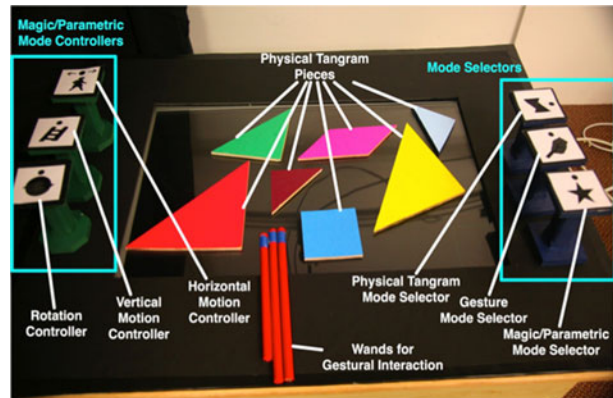 Magic/Parametric
Mode Controllers
Physical Tangram
Pieces
Mode Selectors
Rotation
Controller
Vertical
Motion
Controller
Horizontal
Motion
Controller
Wands for
Gestural Interaction
Physical Tangram
Mode Selector
Gesture
Mode Selector
Magic/Parametric
Mode Selector